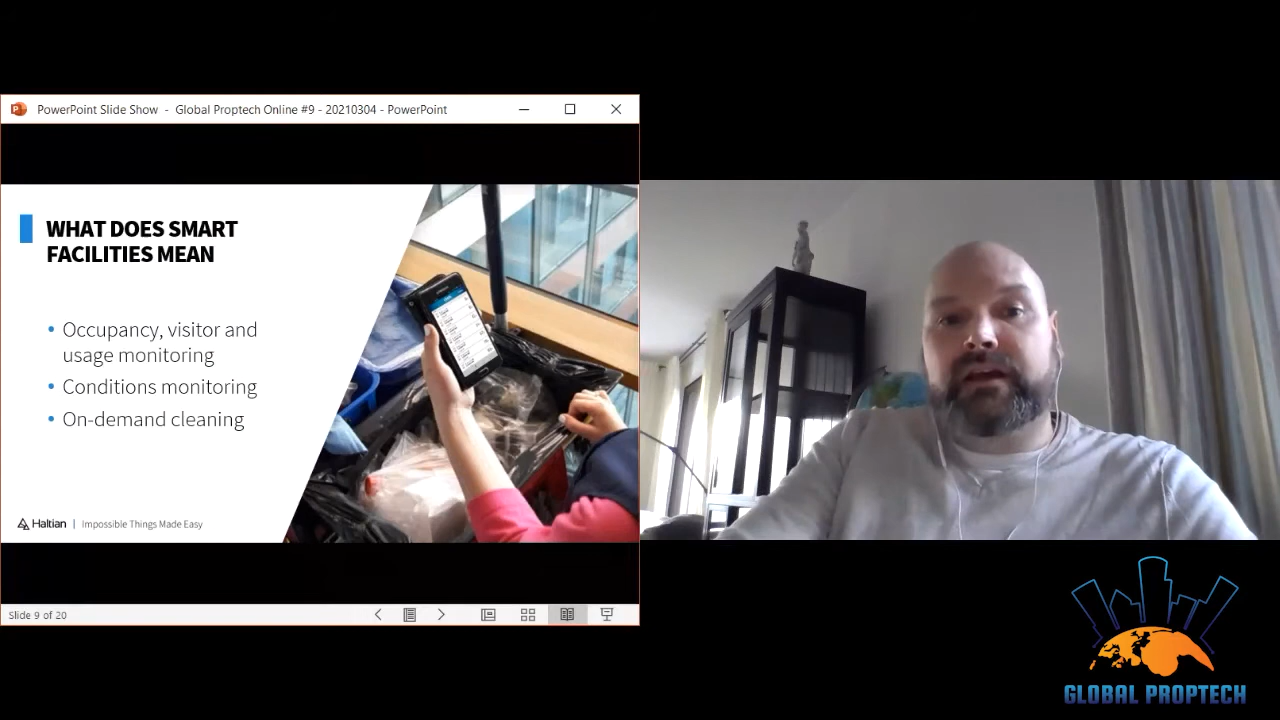 PowerPoint Slide Show - Global Proptech Online #9 - 20210304 - PowerPoint
WHAT DOES SMART
FACILITIES MEAN
• Occupancy, visitor and
usage monitoring
• Conditions monitoring
• On-demand cleaning
Haltian | Impossible Things Made Easy
Slide 9 of 20
GLOBAL PROPTECH